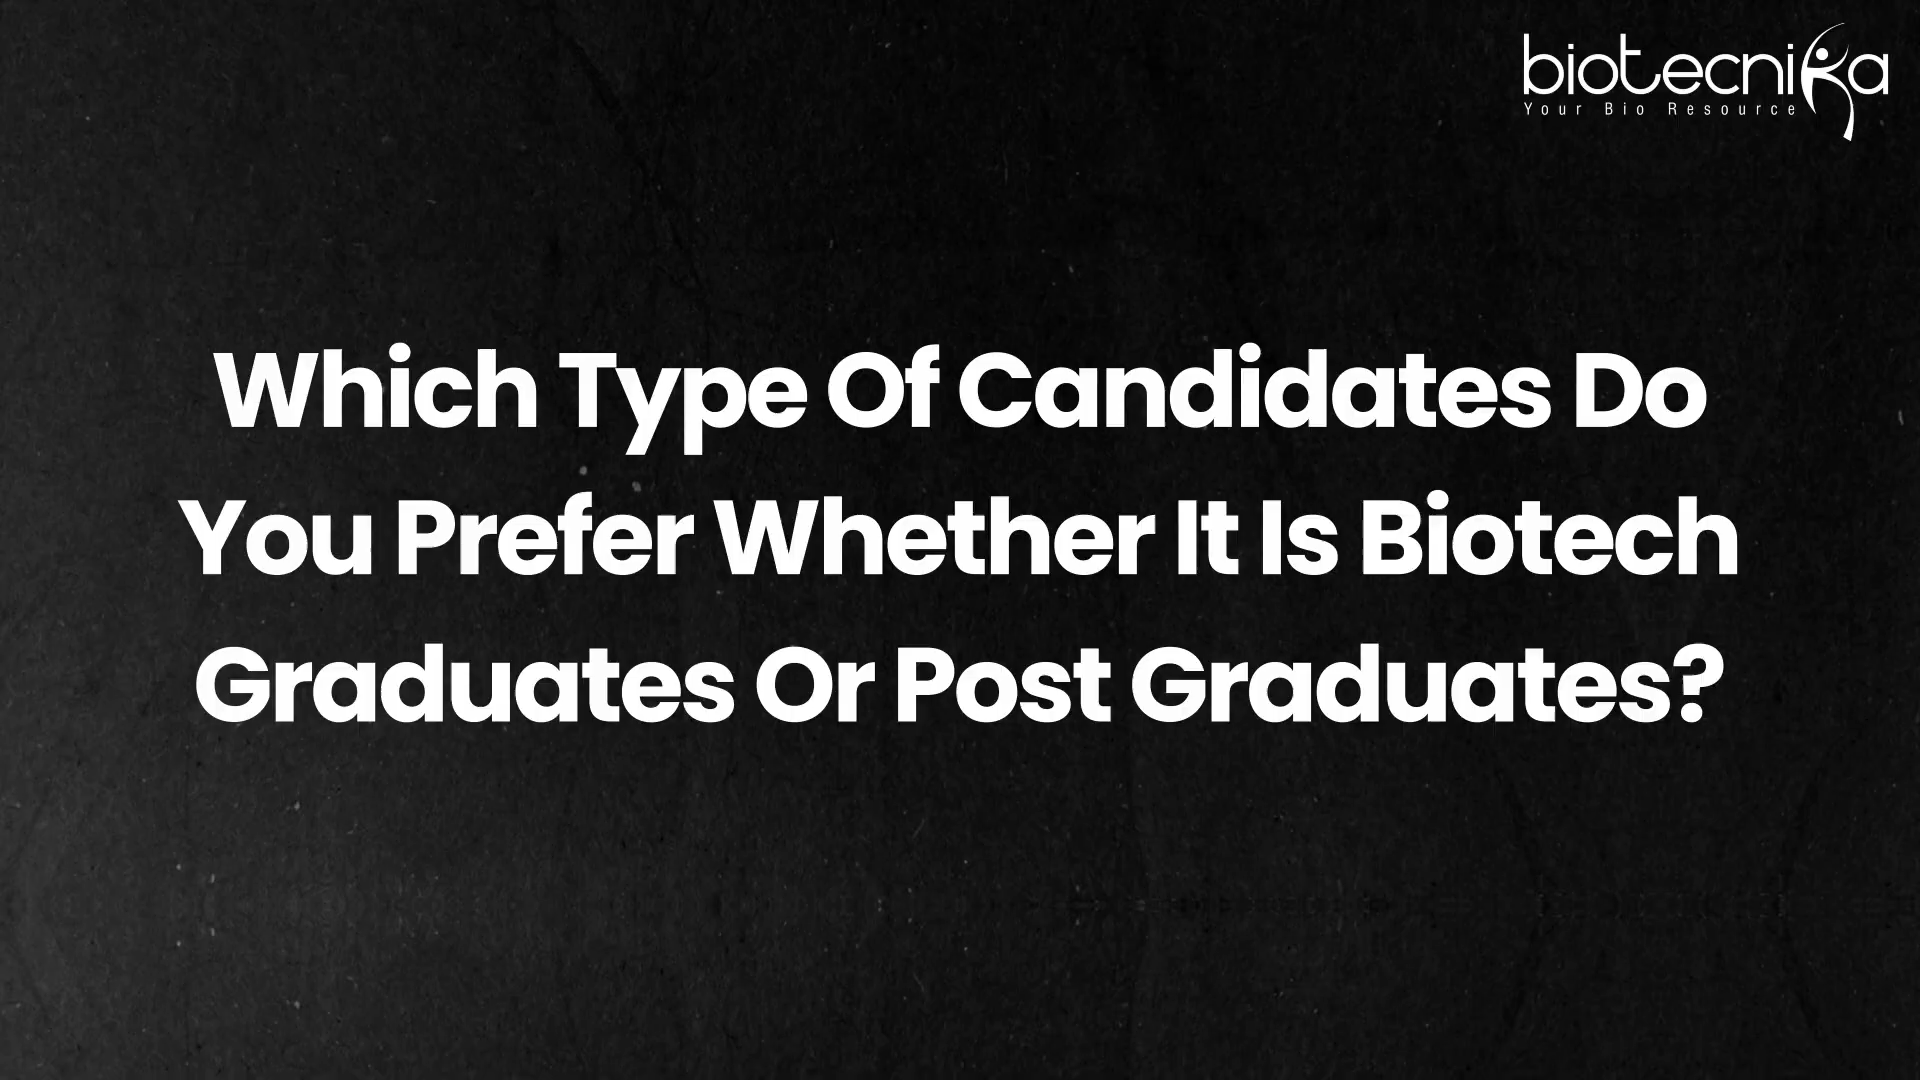 biotecnika
Your Bio Resource
Which Type Of Candidates Do
You Prefer Whether It Is Biotech
Graduates Or Post Graduates?